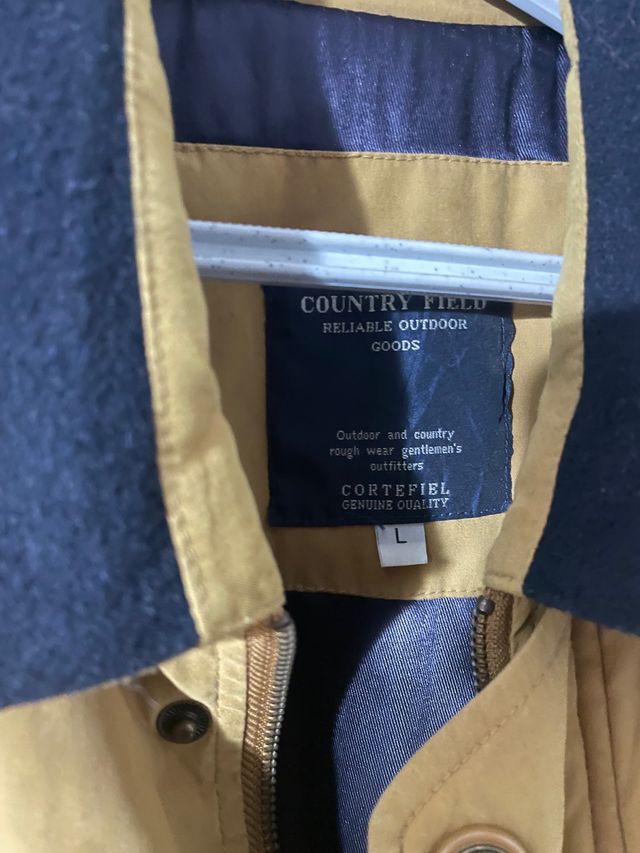 COUNTRY FIELD
RELIABLE OUTDOOR
GOODS
Outdoor and country
rough wear gentlemen's
outfitters
CORTEFIEL
GENUINE QUALITY
L